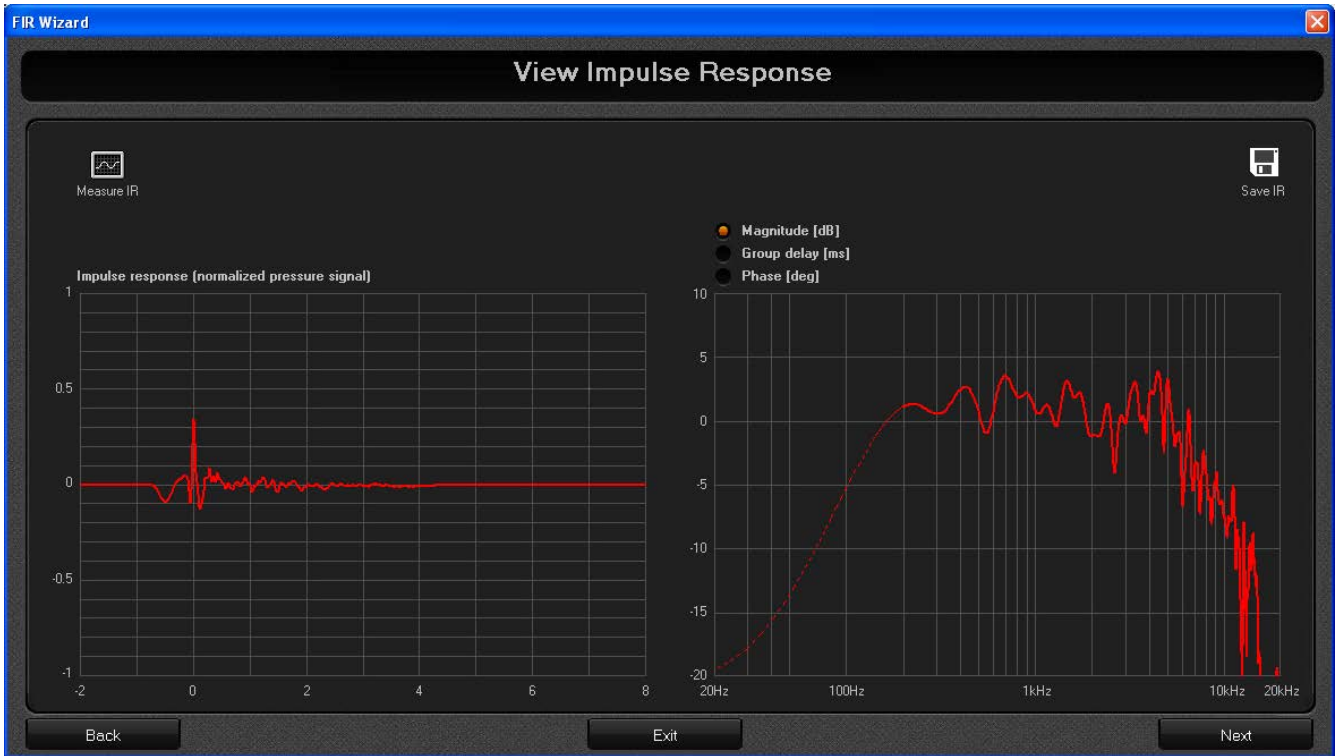 FIR Wizard
View Impulse Response
Measure IR
Save IR
Magnitude [dB]
Group delay [ms]
Phase [deg]
Impulse response (normalized pressure signal)
1
0.5
0
-0.5
-1
-2
0
2
4
6
8
10
5
0
-5
-10
-15
-20
20Hz
100Hz
1kHz
10kHz
20kHz
Back
Exit
Next